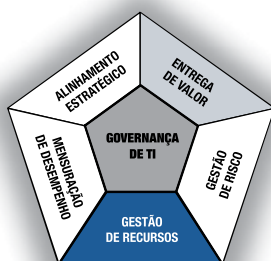 ALINHAMENTO
ESTRATÉGICO
ENTREGA
DE VALOR
MENSURAÇÃO
DE DESEMPENHO
GOVERNANÇA
DE TI
GESTÃO
DE RISCO
GESTÃO
DE RECURSOS